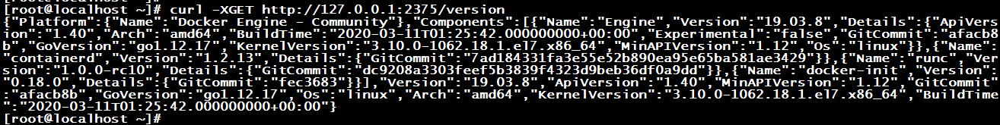 [root@localhost ~]# curl -XGET http://127.0.0.1:2375/version
{"Platform":{"Name":"Docker Engine - Community"},"Components":[{"Name":"Engine","Version":"19.03.8","Details":{"ApiVers
ion":"1.40","Arch":"amd64","BuildTime":"2020-03-11T01:25:42.000000000+00:00","Experimental":"false","GitCommit":"afacb8
b","GoVersion":"go1.12.17","KernelVersion":"3.10.0-1062.18.1.el7.x86_64","MinAPIVersion":"1.12","Os":"linux"}},{"Name":
"containerd","Version":"1.2.13","Details":{"GitCommit":"7ad184331fa3e55e52b890ea95e65ba581ae3429"}},{"Name":"runc","Ver
sion":"1.0.0-rc10","Details":{"GitCommit":"dc9208a3303feef5b3839f4323d9beb36df0a9dd"}},{"Name":"docker-init","Version":
"0.18.0","Details":{"GitCommit":"fec3683"}}],"Version":"19.03.8","ApiVersion":"1.40","MinAPIVersion":"1.12","GitCommit"
:"afacb8b","GoVersion":"go1.12.17","Os":"linux","Arch":"amd64","KernelVersion":"3.10.0-1062.18.1.el7.x86_64","BuildTime
":"2020-03-11T01:25:42.000000000+00:00"}
[root@localhost ~]#